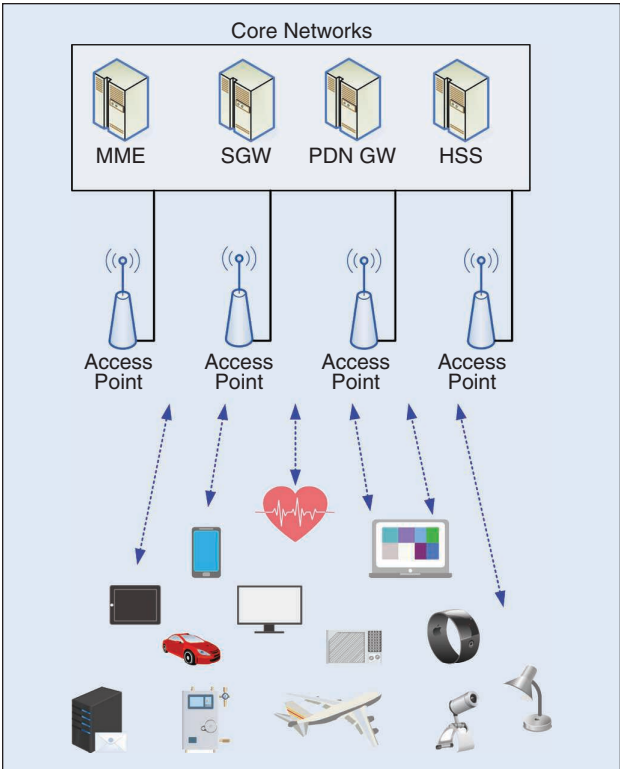 Core Networks
MME SGW PDN GW HSS
Access Point Access Point Access Point Access Point